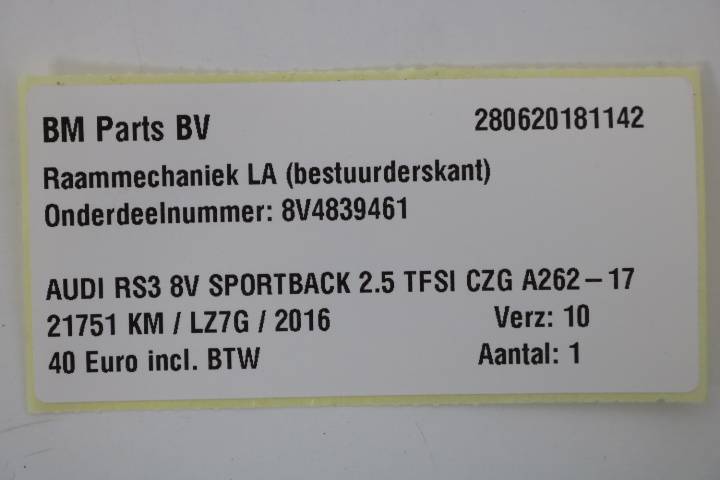 BM Parts BV 280620181142
Raammechaniek LA (bestuurderskant)
Onderdeelnummer: 8V4839461
AUDI RS3 8V SPORTBACK 2.5 TFSI CZG A262-17
21751 KM / LZ7G / 2016 Verz: 10
40 Euro incl. BTW Aantal: 1